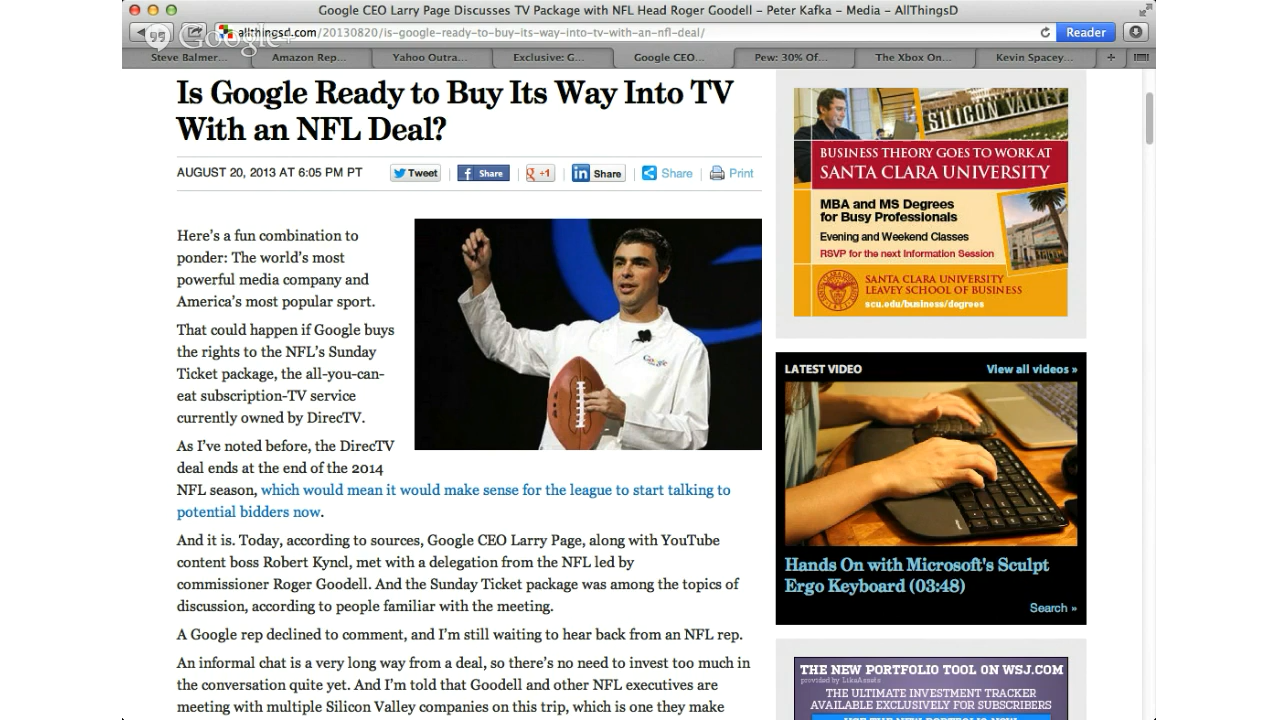 Google CEO Larry Page Discusses TV Package with NFL Head Roger Goodell – Peter Kafka – Media – AllThingsD
Google+
allthingsd.com/20130820/is-google-ready-to-buy-its-way-into-tv-with-an-nfl-deal/
Reader
Steve Balmer...
Amazon Rep...
Yahoo Outra...
Exclusive: G...
Google CEO...
Pew: 30% Of...
The Xbox On...
Kevin Spacey...
+
Is Google Ready to Buy Its Way Into TV
With an NFL Deal?
AUGUST 20, 2013 AT 6:05 PM PT
Tweet
f Share
g +1
in Share
Share
Print
Here's a fun combination to
ponder: The world's most
powerful media company and
America's most popular sport.
That could happen if Google buys
the rights to the NFL's Sunday
Ticket package, the all-you-can-
eat subscription-TV service
currently owned by DirecTV.
As I've noted before, the DirecTV
deal ends at the end of the 2014
NFL season, which would mean it would make sense for the league to start talking to
potential bidders now.
And it is. Today, according to sources, Google CEO Larry Page, along with YouTube
content boss Robert Kyncl, met with a delegation from the NFL led by
commissioner Roger Goodell. And the Sunday Ticket package was among the topics of
discussion, according to people familiar with the meeting.
A Google rep declined to comment, and I'm still waiting to hear back from an NFL rep.
An informal chat is a very long way from a deal, so there's no need to invest too much in
the conversation quite yet. And I'm told that Goodell and other NFL executives are
meeting with multiple Silicon Valley companies on this trip, which is one they make
Google
SILICON VALLEY
BUSINESS THEORY GOES TO WORK AT
SANTA CLARA UNIVERSITY
MBA and MS Degrees
for Busy Professionals
Evening and Weekend Classes
RSVP for the next Information Session
SANTA CLARA UNIVERSITY
LEAVEY SCHOOL OF BUSINESS
scu.edu/business/degrees
LATEST VIDEO
View all videos »
Hands On with Microsoft's Sculpt
Ergo Keyboard (03:48)
Search »
THE NEW PORTFOLIO TOOL ON WSJ.COM
provided by LikeAssets
THE ULTIMATE INVESTMENT TRACKER
AVAILABLE EXCLUSIVELY FOR SUBSCRIBERS